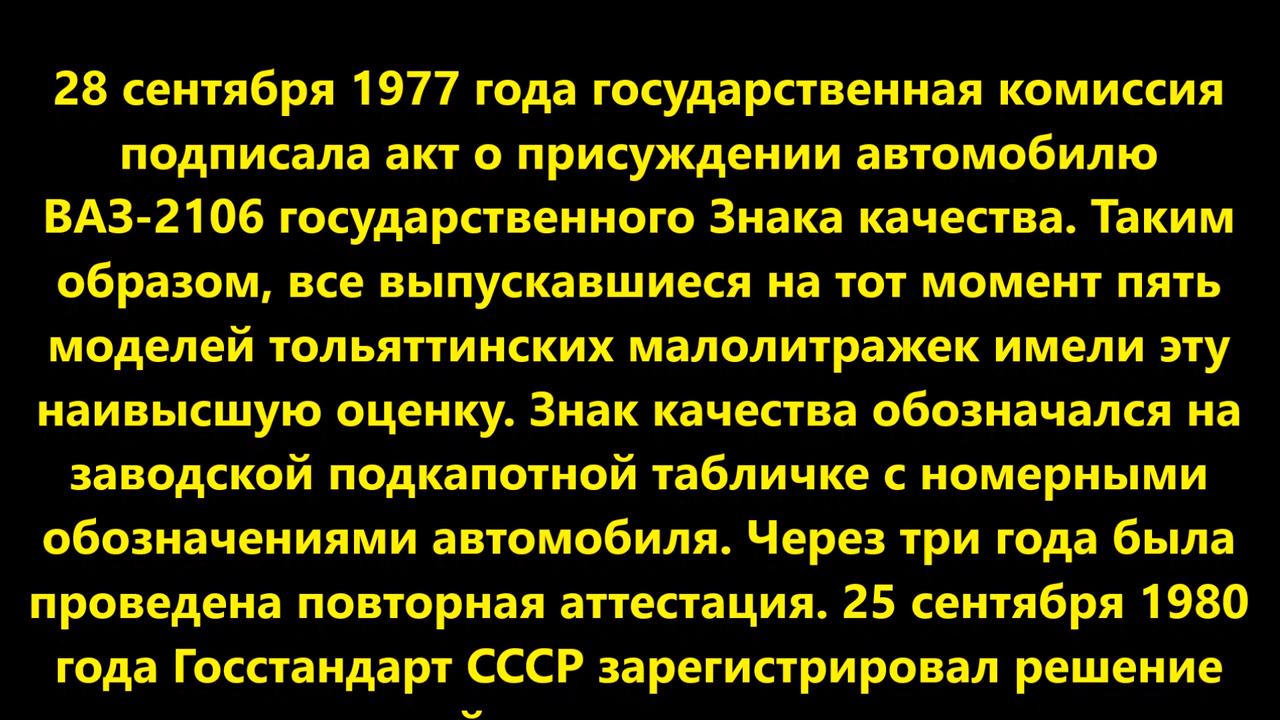 28 сентября 1977 года государственная комиссия
подписала акт о присуждении автомобилю
ВАЗ-2106 государственного Знака качества. Таким
образом, все выпускавшиеся на тот момент пять
моделей тольяттинских малолитражек имели эту
наивысшую оценку. Знак качества обозначался на
заводской подкапотной табличке с номерными
обозначениями автомобиля. Через три года была
проведена повторная аттестация. 25 сентября 1980
года Госстандарт СССР зарегистрировал решение